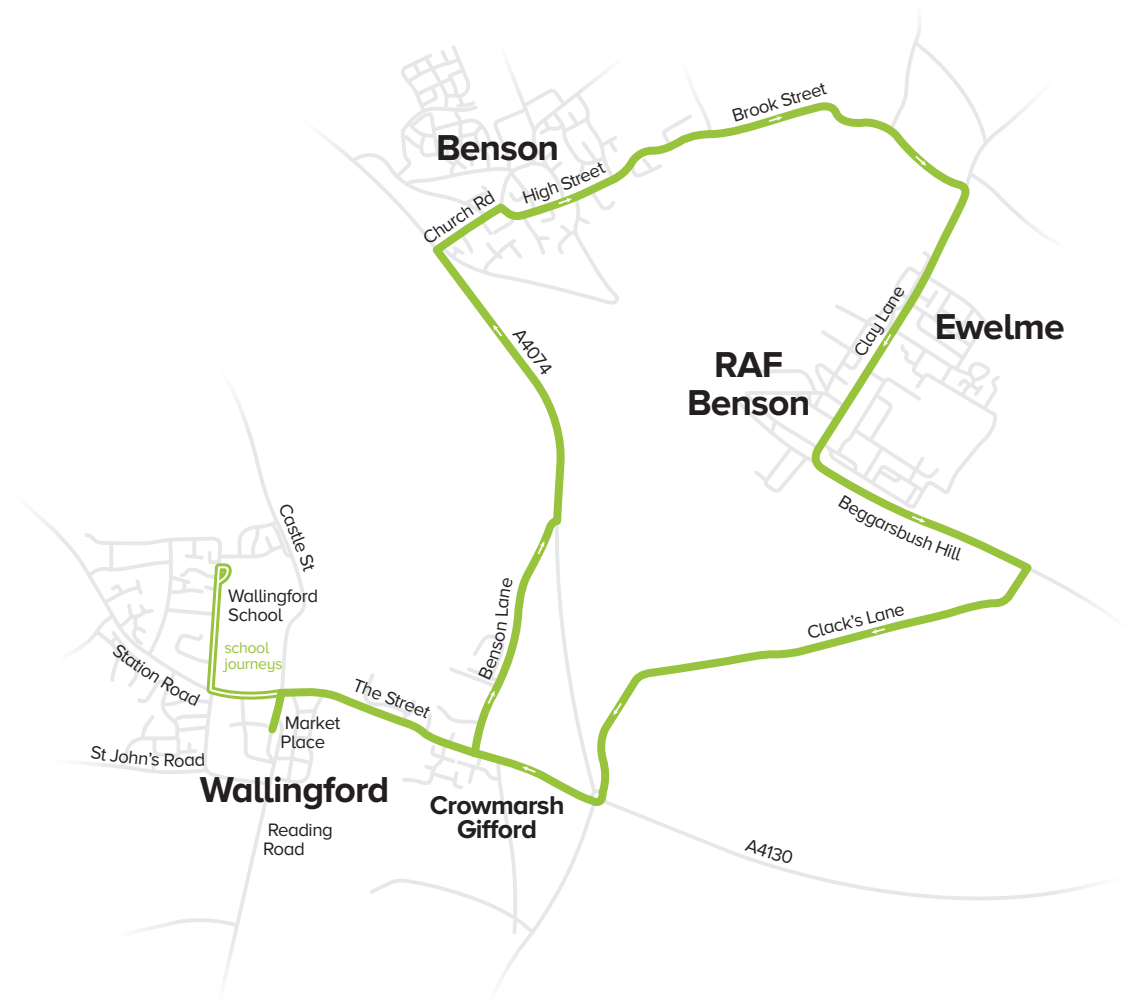 Brook Street
Benson
High Street
Church Rd
Clay Lane
Ewelme
A4074
RAF
Benson
Castle St
Beggarsbush Hill
Wallingford
School
Benson Lane
Clack's Lane
school
journeys
Station Road
The Street
Market
Place
St John's Road
Wallingford
Crowmarsh
Gifford
Reading
Road
A4130